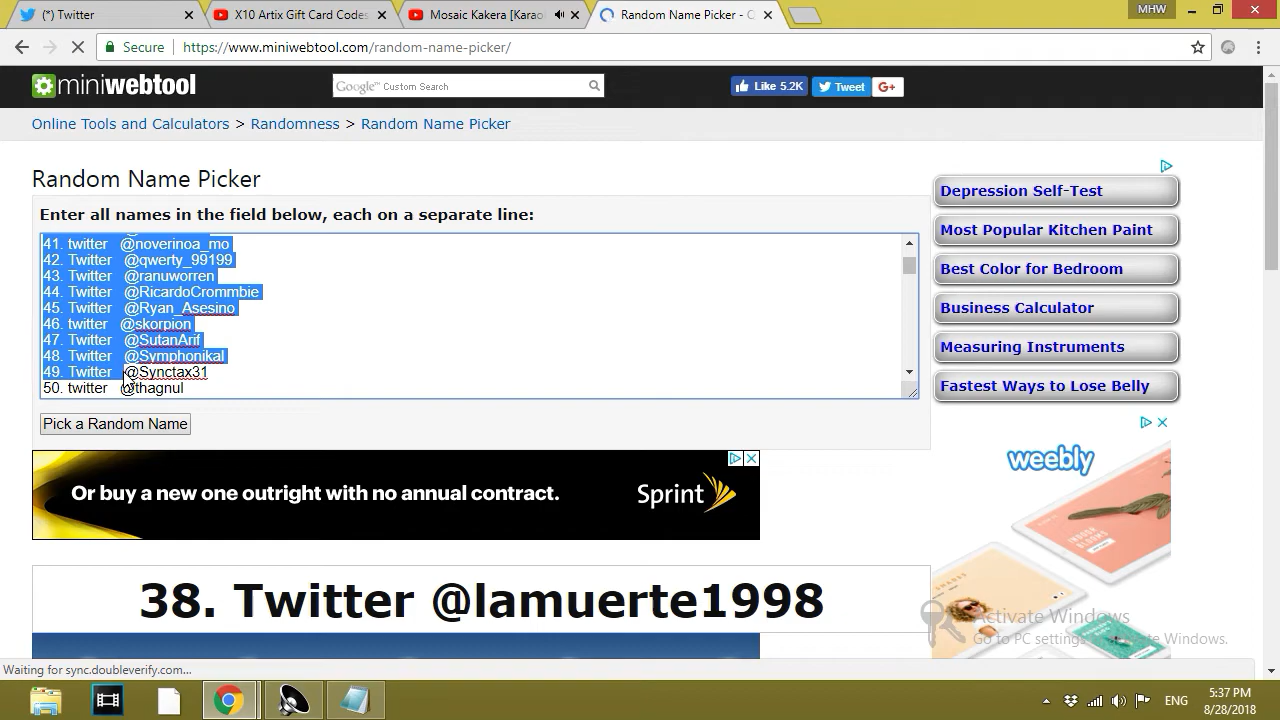 (*) Twitter
X10 Artix Gift Card Codes
Mosaic Kakera [Karao
Random Name Picker - O
MHW
Secure
https://www.miniwebtool.com/random-name-picker/
miniwebtool
Google™ Custom Search
Like 5.2K
Tweet
G+
Online Tools and Calculators > Randomness > Random Name Picker
Random Name Picker
Enter all names in the field below, each on a separate line:
41. twitter @noverinoa_mo
42. Twitter @qwerty_99199
43. Twitter @ranuworren
44. Twitter @RicardoCrommbie
45. Twitter @Ryan_Asesino
46. twitter @skorpion
47. Twitter @SutanArif
48. Twitter @Symphonikal
49. Twitter @Synctax31
50. twitter @thagnul
Pick a Random Name
Depression Self-Test
Most Popular Kitchen Paint
Best Color for Bedroom
Business Calculator
Measuring Instruments
Fastest Ways to Lose Belly
Or buy a new one outright with no annual contract.
Sprint
weebly
38. Twitter @lamuerte1998
Activate Windows
Go to PC settings to activate Windows.
Waiting for sync.doubleverify.com...
ENG
5:37 PM
8/28/2018